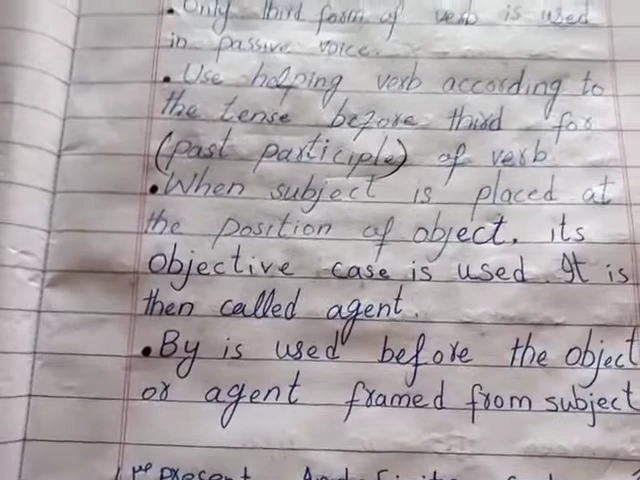 • Only third form of verb is used
in passive voice.
• Use helping verb according to
the tense before third for
(past participle) of verb
• When subject is placed at
the position of object, its
objective case is used. It is
then called agent.
• By is used before the object
or agent framed from subject
present